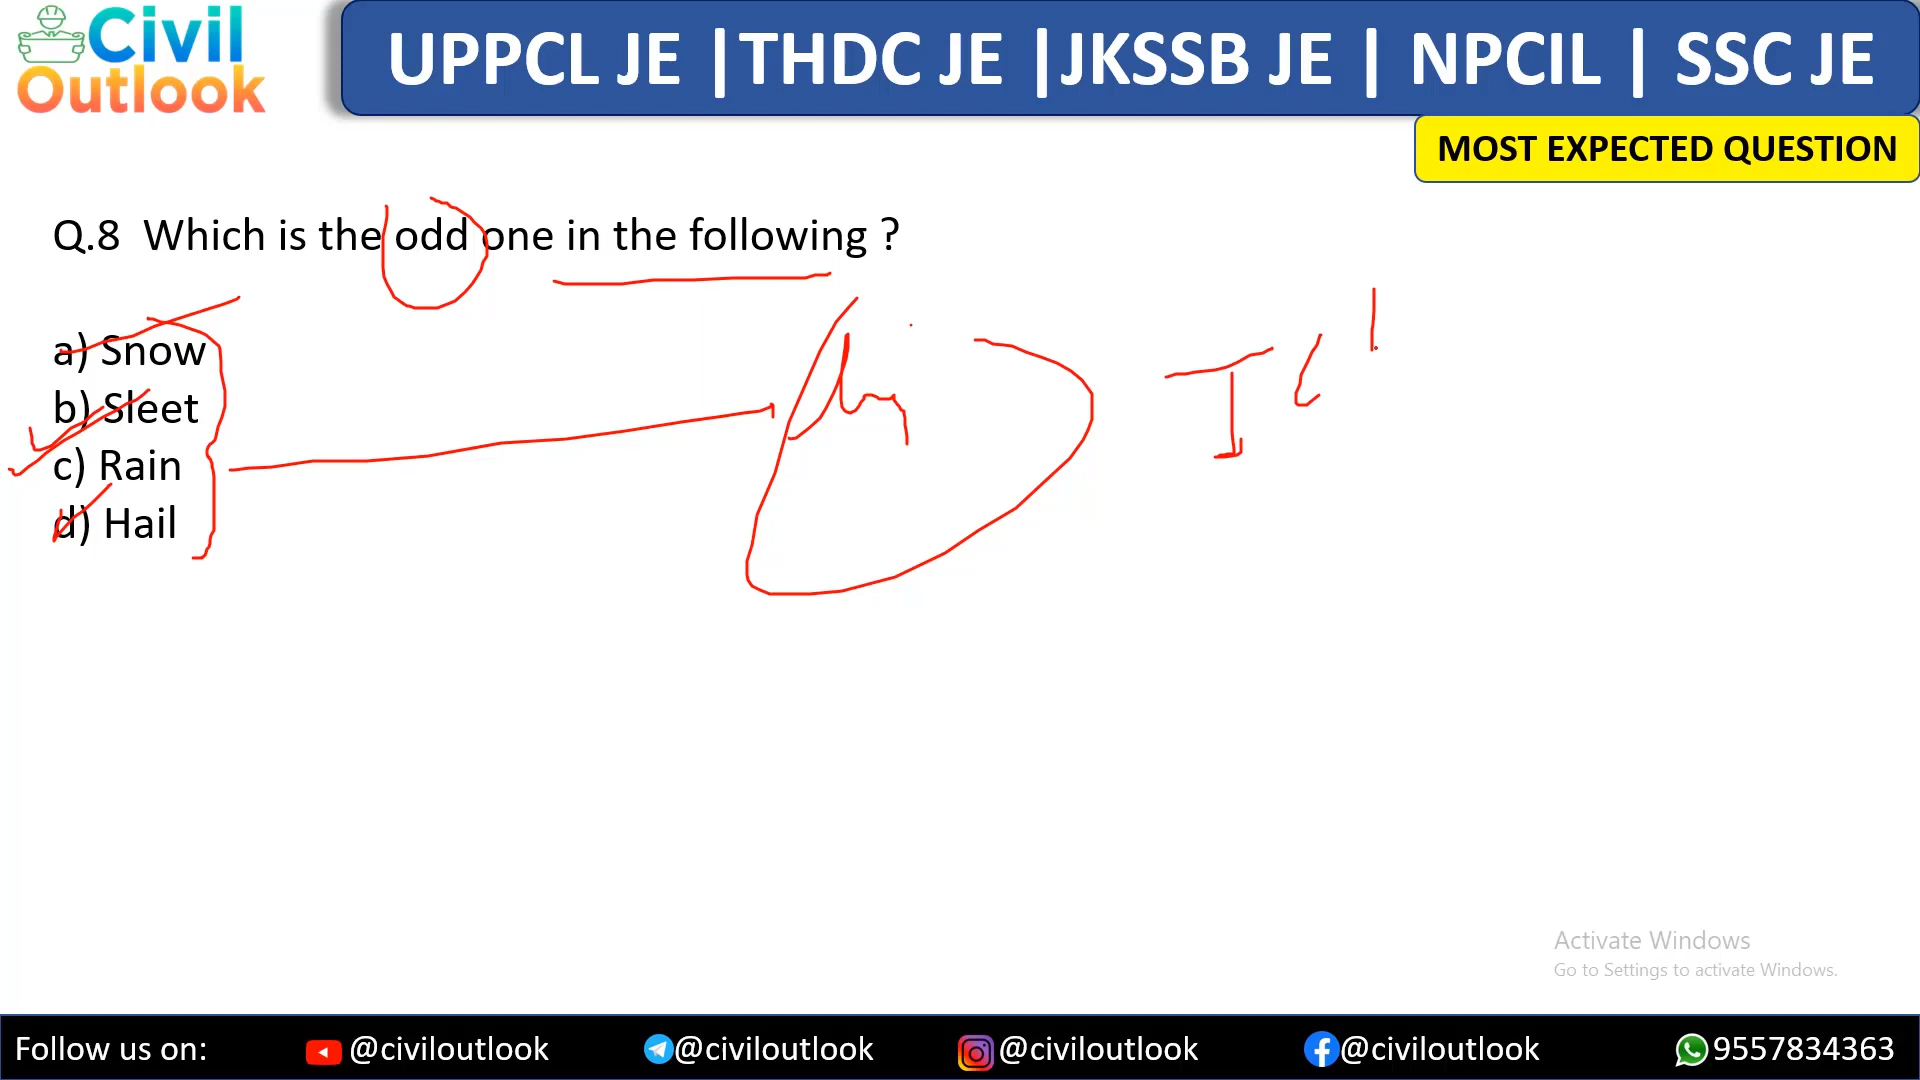 Civil
Outlook
UPPCL JE | THDC JE | JKSSB JE | NPCIL | SSC JE
MOST EXPECTED QUESTION
Q.8 Which is the odd one in the following ?
a) Snow
b) Sleet
c) Rain
d) Hail
Activate Windows
Go to Settings to activate Windows.
Follow us on: @civiloutlook @civiloutlook @civiloutlook @civiloutlook 9557834363